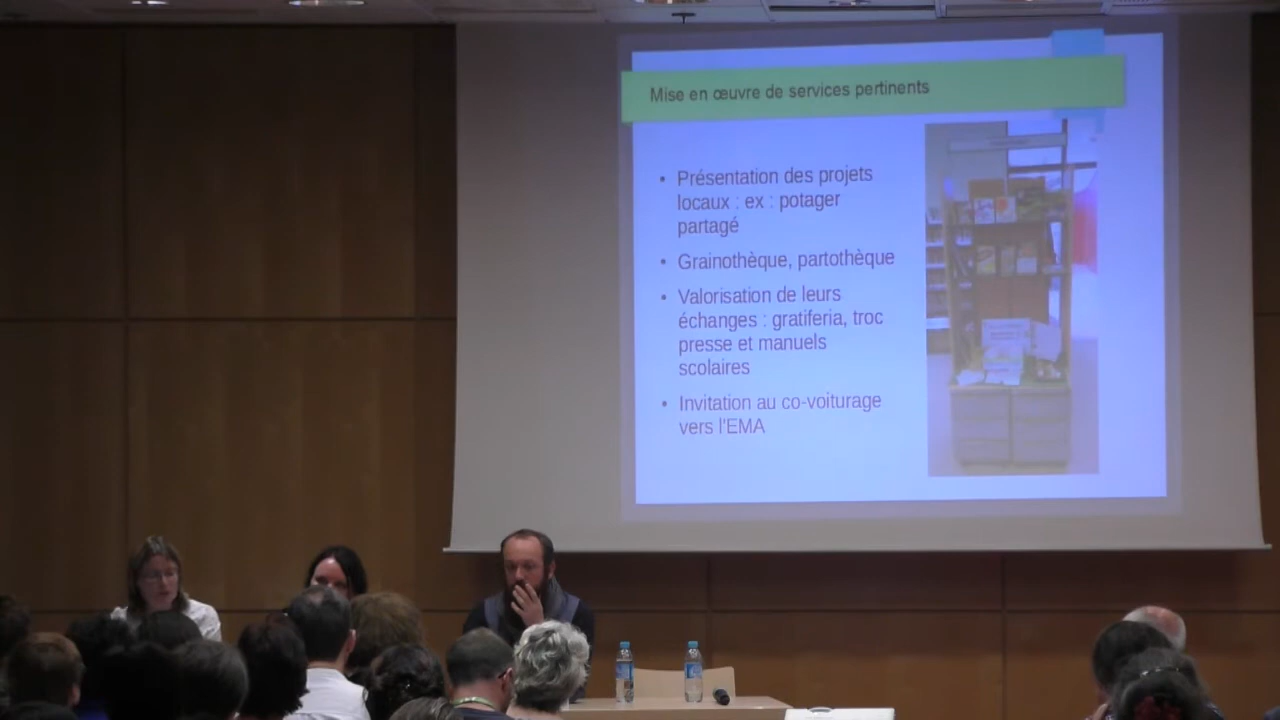 Mise en œuvre de services pertinents
• Présentation des projets
locaux : ex : potager
partagé
• Grainothèque, partothèque
• Valorisation de leurs
échanges : gratiferia, troc
presse et manuels
scolaires
• Invitation au co-voiturage
vers l'EMA